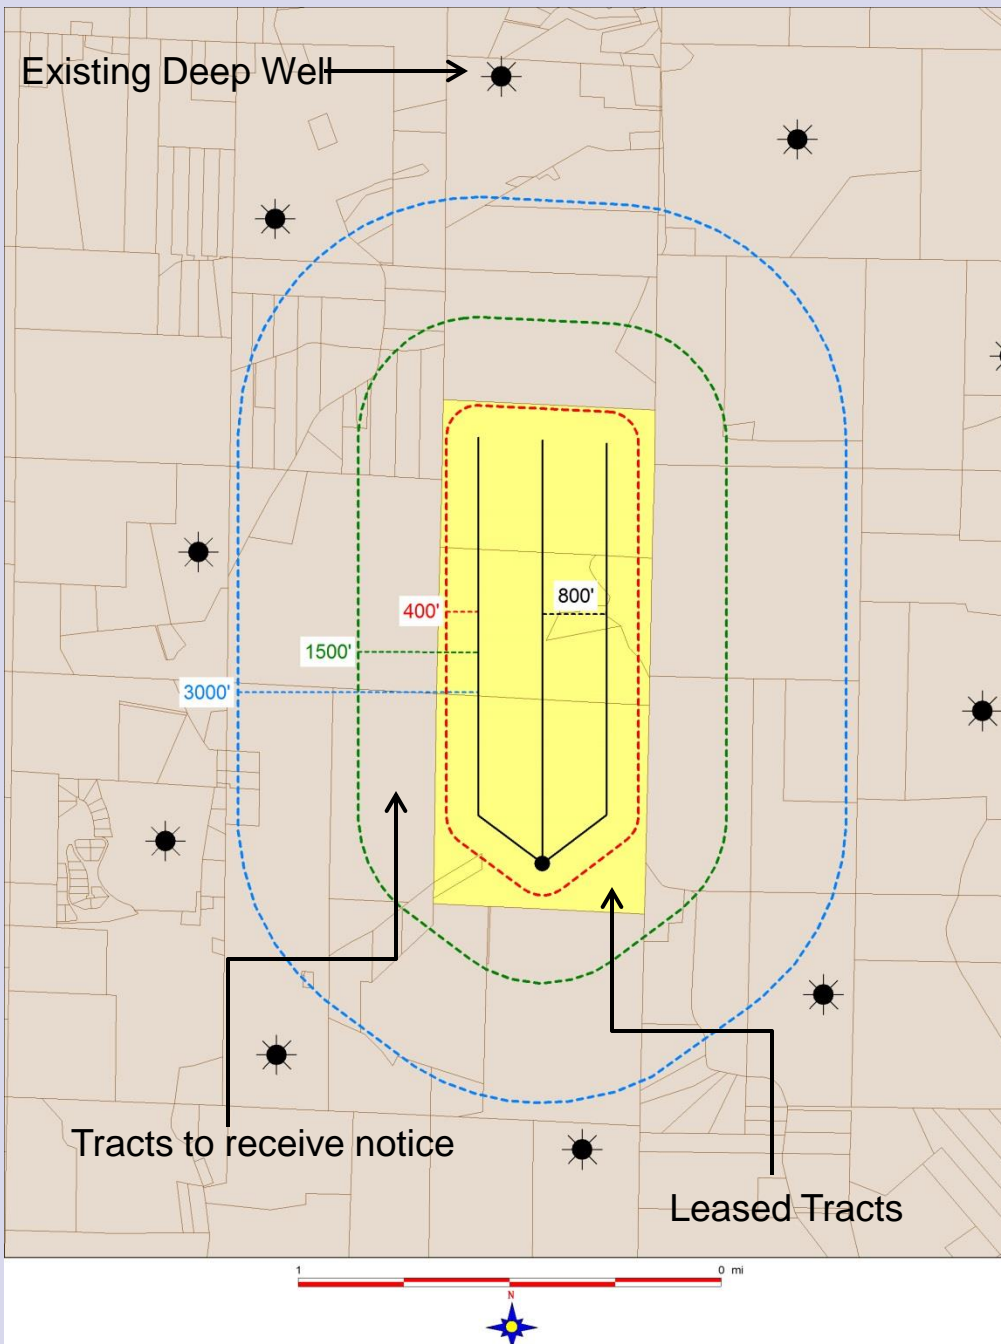 Existing Deep Well
800'
400'
1500'
3000'
Tracts to receive notice
Leased Tracts
1 0 mi
N